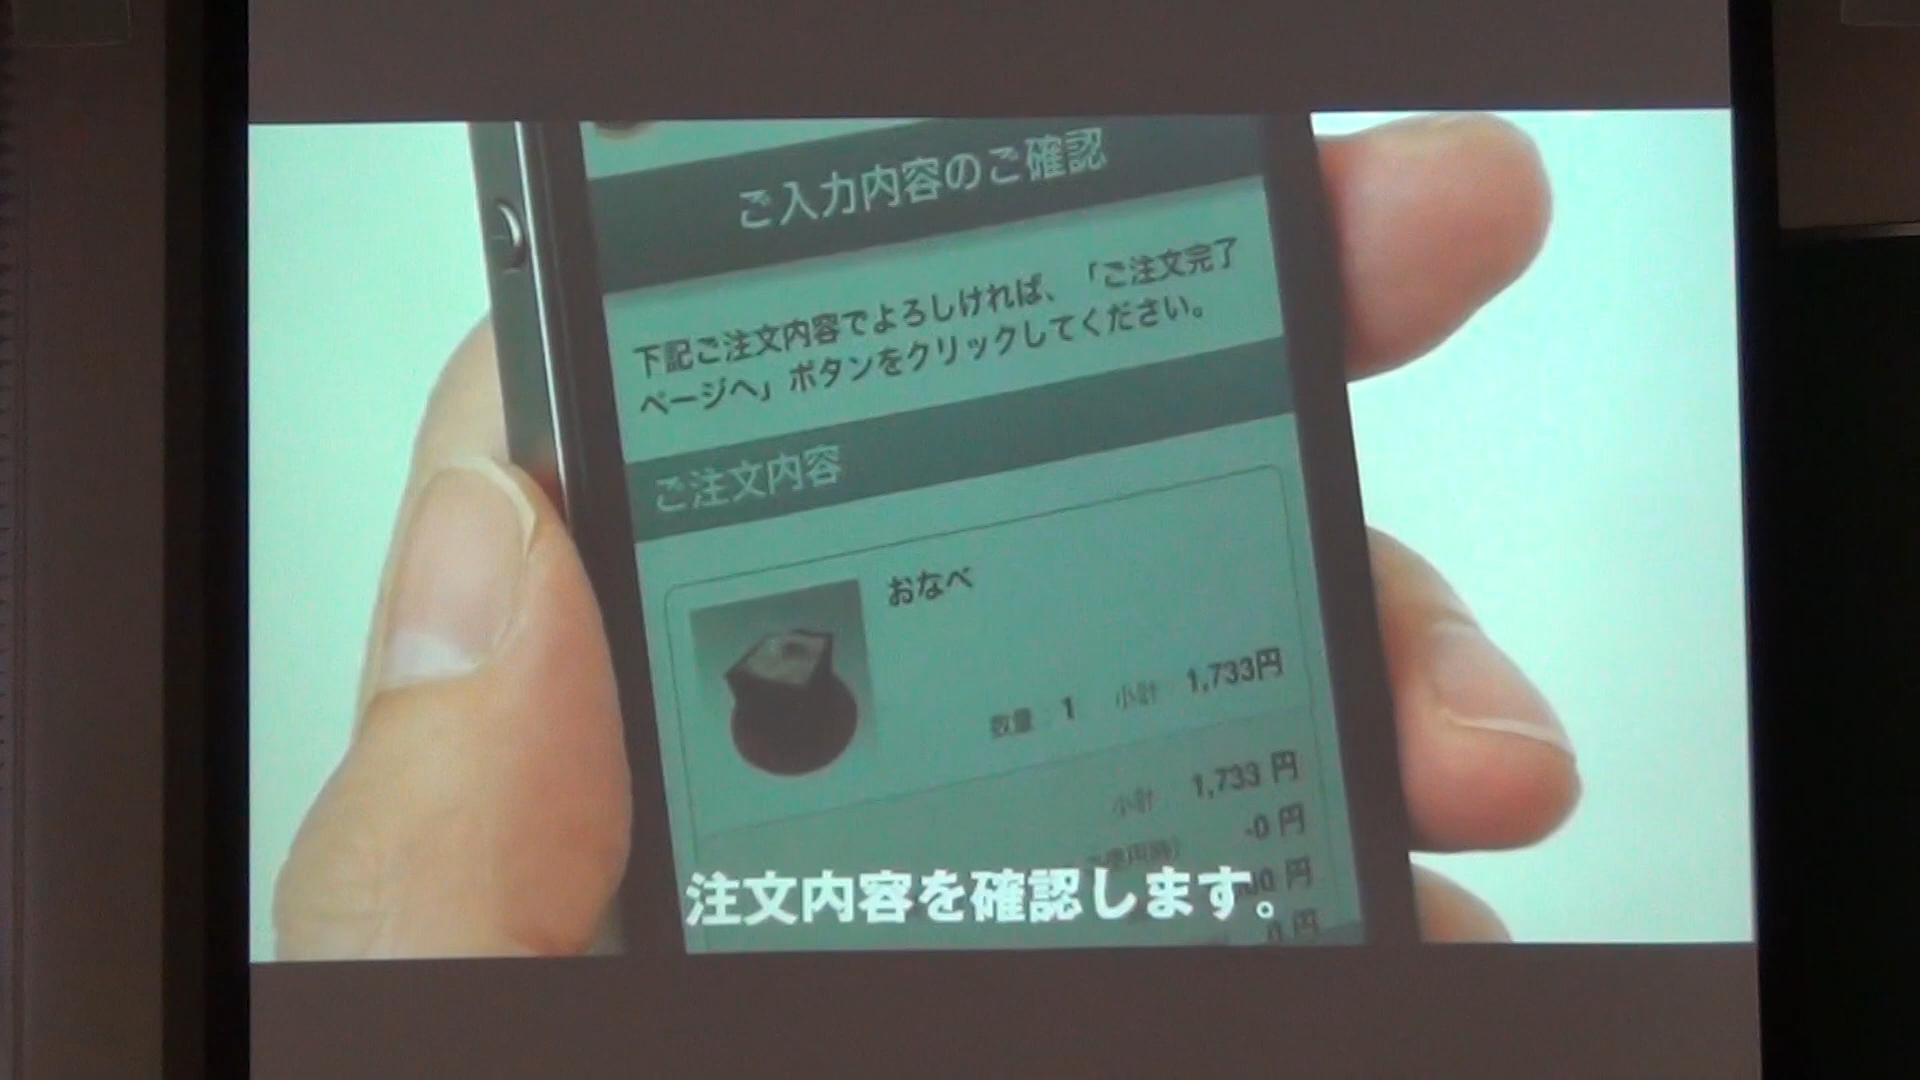 ご入力内容のご確認
下記ご注文内容でよろしければ、「ご注文完了
ページへ」ボタンをクリックしてください。
ご注文内容
おなべ
数量 1 小計 1,733円
小計 1,733 円
-0 円
円
0 円
注文内容を確認します。